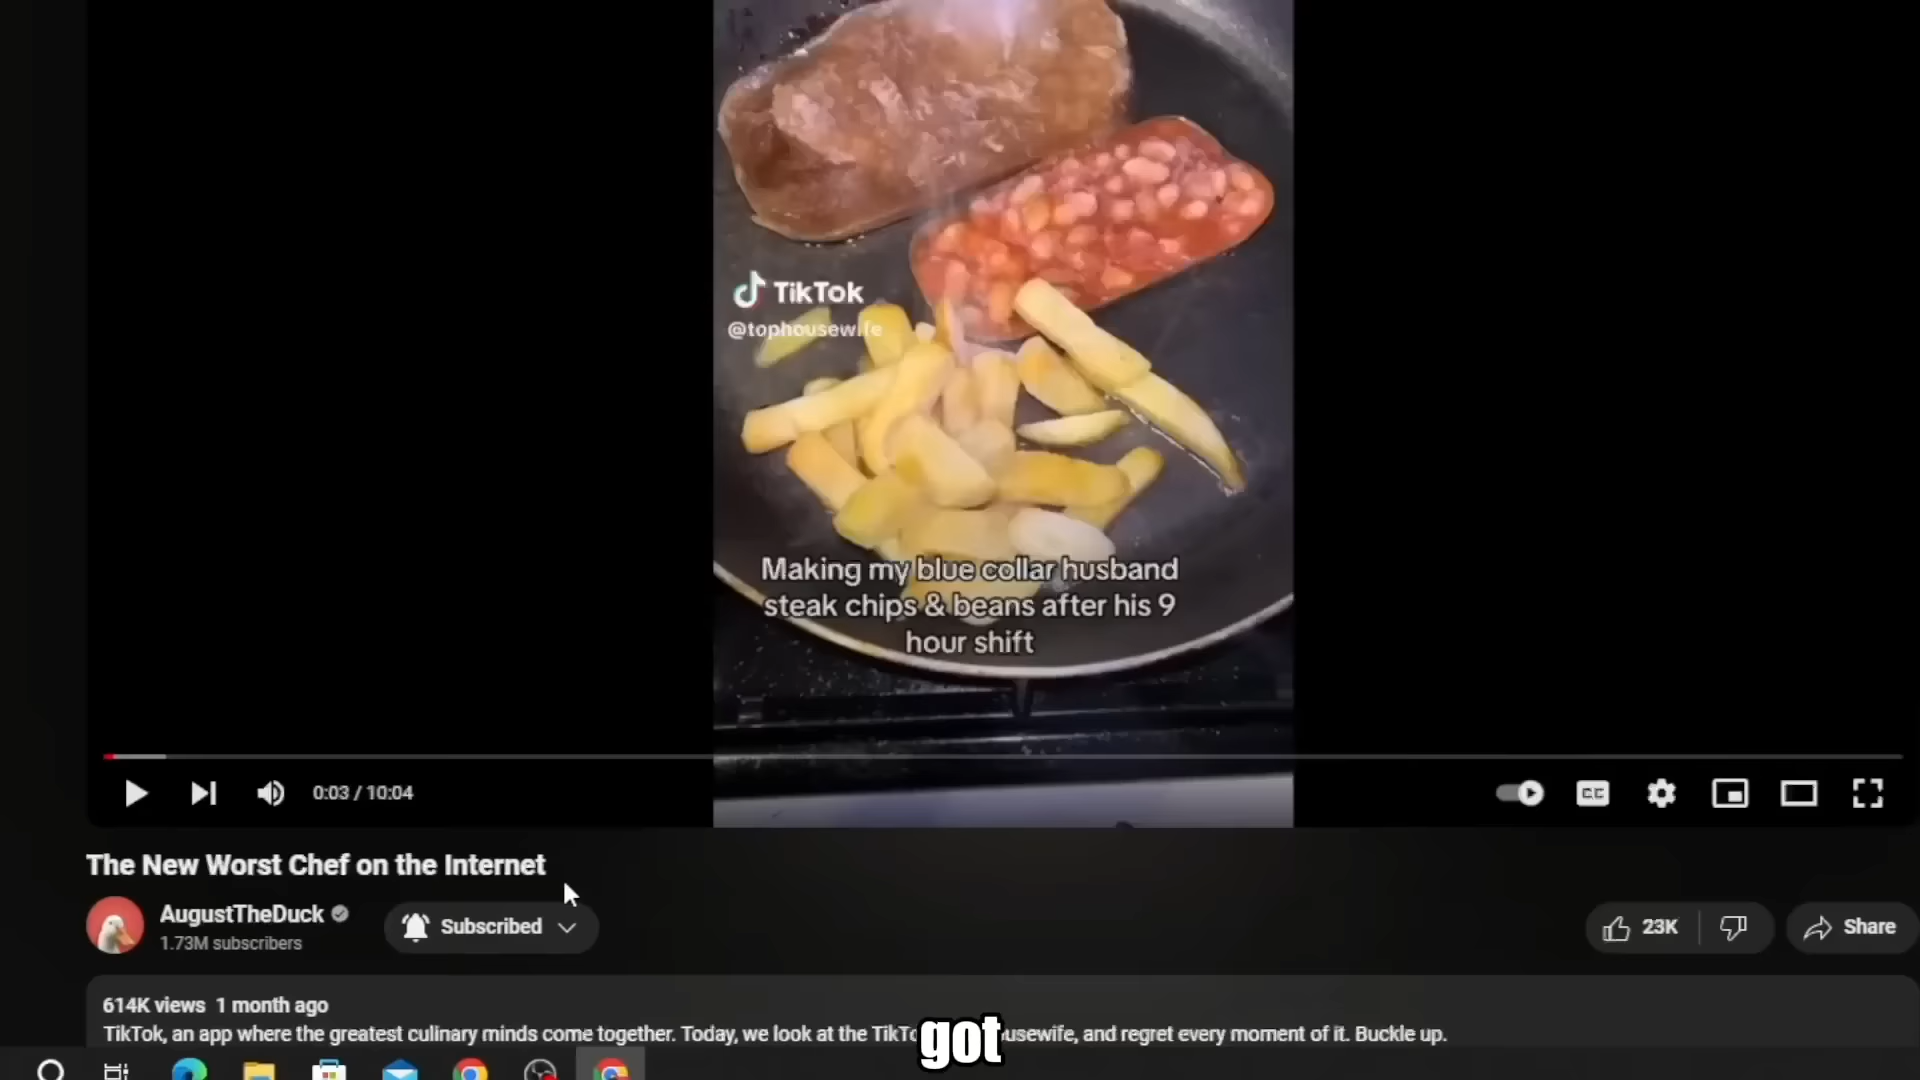 TikTok
@tophousewife
Making my blue collar husband
steak chips & beans after his 9
hour shift
0:03 / 10:04
CC
The New Worst Chef on the Internet
AugustTheDuck
1.73M subscribers
Subscribed
23K
Share
614K views 1 month ago
TikTok, an app where the greatest culinary minds come together. Today, we look at the usewife, and regret every moment of it. Buckle up.
got